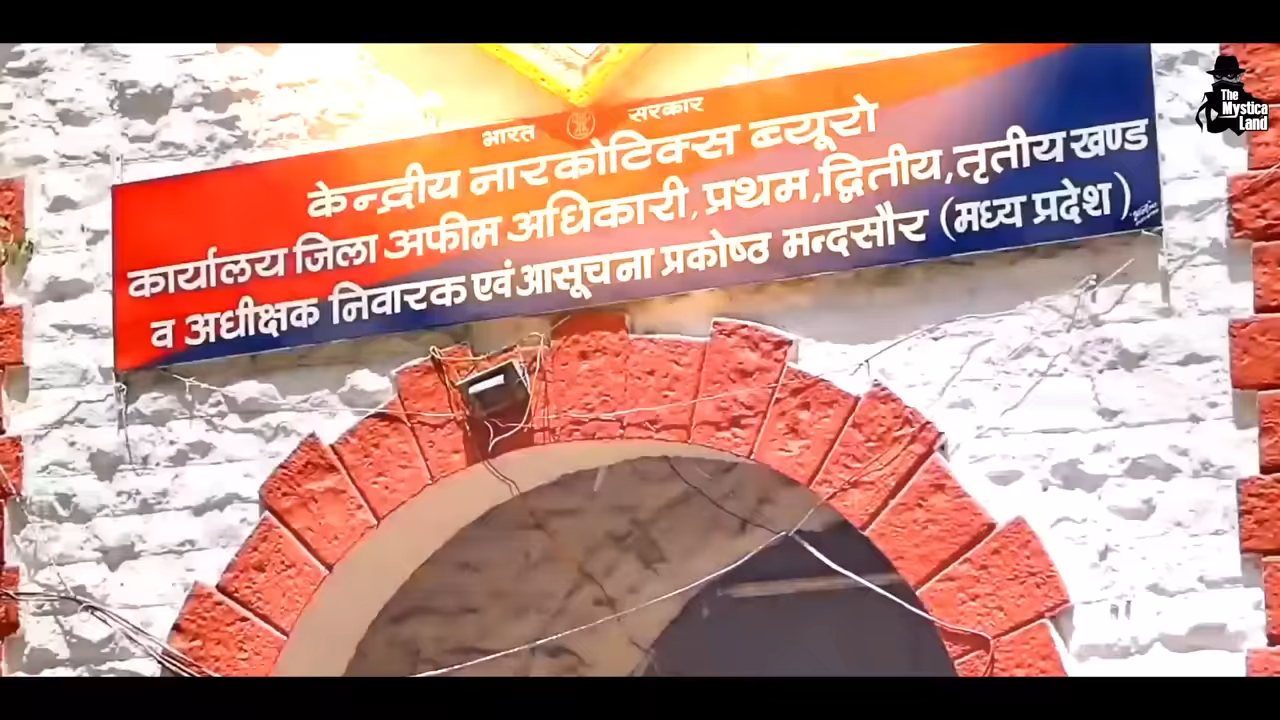 भारत सरकार
केन्द्रीय नारकोटिक्स ब्यूरो
कार्यालय जिला अफीम अधिकारी, प्रथम, द्वितीय, तृतीय खण्ड
व अधीक्षक निवारक एवं आसूचना प्रकोष्ठ मन्दसौर (मध्य प्रदेश)
The
Mystica
Land